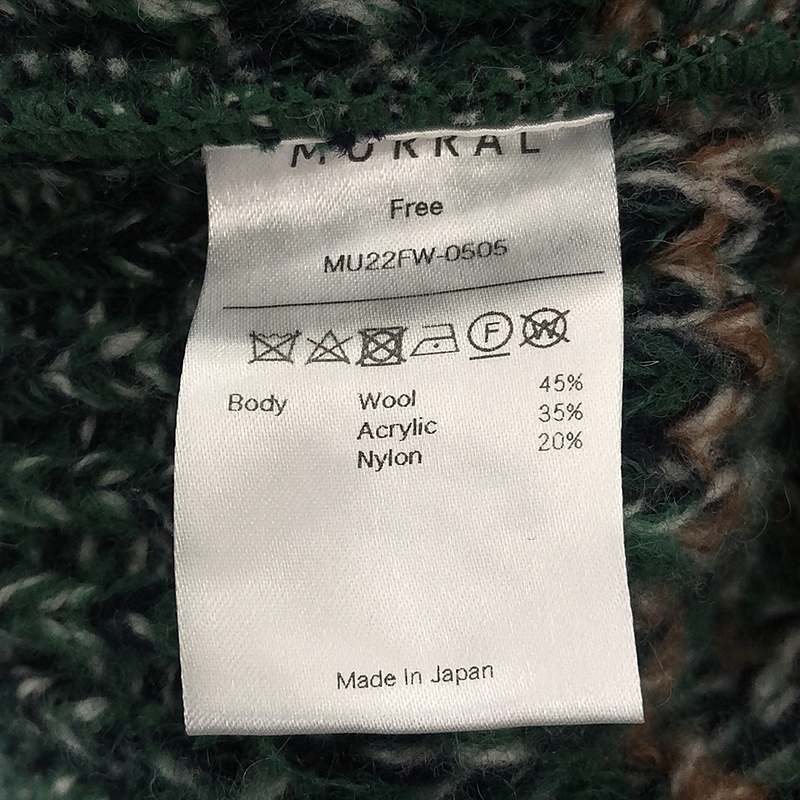 MURRAL
Free
MU22FW-0505
F
W
Body Wool 45%
Acrylic 35%
Nylon 20%
Made In Japan